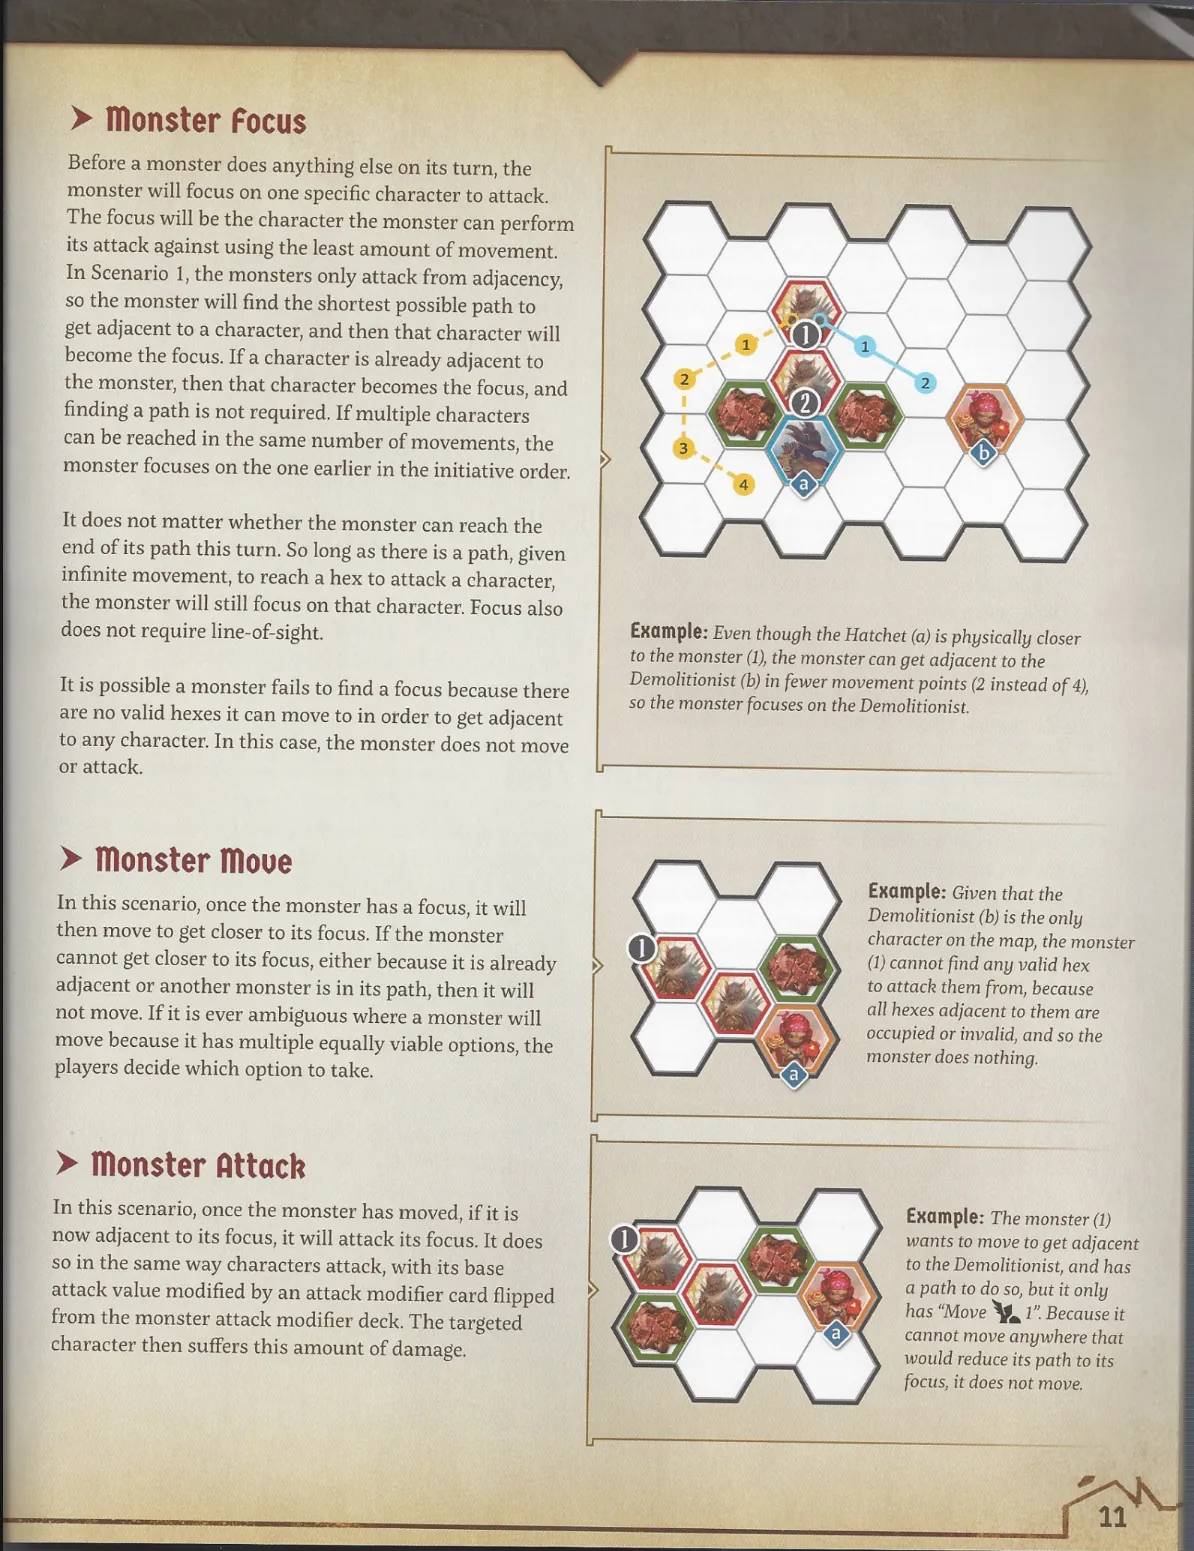 ➤ Monster Focus
Before a monster does anything else on its turn, the
monster will focus on one specific character to attack.
The focus will be the character the monster can perform
its attack against using the least amount of movement.
In Scenario 1, the monsters only attack from adjacency,
so the monster will find the shortest possible path to
get adjacent to a character, and then that character will
become the focus. If a character is already adjacent to
the monster, then that character becomes the focus, and
finding a path is not required. If multiple characters
can be reached in the same number of movements, the
monster focuses on the one earlier in the initiative order.
It does not matter whether the monster can reach the
end of its path this turn. So long as there is a path, given
infinite movement, to reach a hex to attack a character,
the monster will still focus on that character. Focus also
does not require line-of-sight.
It is possible a monster fails to find a focus because there
are no valid hexes it can move to in order to get adjacent
to any character. In this case, the monster does not move
or attack.
1
1
1
2
2
2
3
4
a
b
Example: Even though the Hatchet (a) is physically closer
to the monster (1), the monster can get adjacent to the
Demolitionist (b) in fewer movement points (2 instead of 4),
so the monster focuses on the Demolitionist.
➤ Monster Move
In this scenario, once the monster has a focus, it will
then move to get closer to its focus. If the monster
cannot get closer to its focus, either because it is already
adjacent or another monster is in its path, then it will
not move. If it is ever ambiguous where a monster will
move because it has multiple equally viable options, the
players decide which option to take.
1
a
Example: Given that the
Demolitionist (b) is the only
character on the map, the monster
(1) cannot find any valid hex
to attack them from, because
all hexes adjacent to them are
occupied or invalid, and so the
monster does nothing.
➤ Monster Attack
In this scenario, once the monster has moved, if it is
now adjacent to its focus, it will attack its focus. It does
so in the same way characters attack, with its base
attack value modified by an attack modifier card flipped
from the monster attack modifier deck. The targeted
character then suffers this amount of damage.
1
a
Example: The monster (1)
wants to move to get adjacent
to the Demolitionist, and has
a path to do so, but it only
has "Move 1". Because it
cannot move anywhere that
would reduce its path to its
focus, it does not move.
11